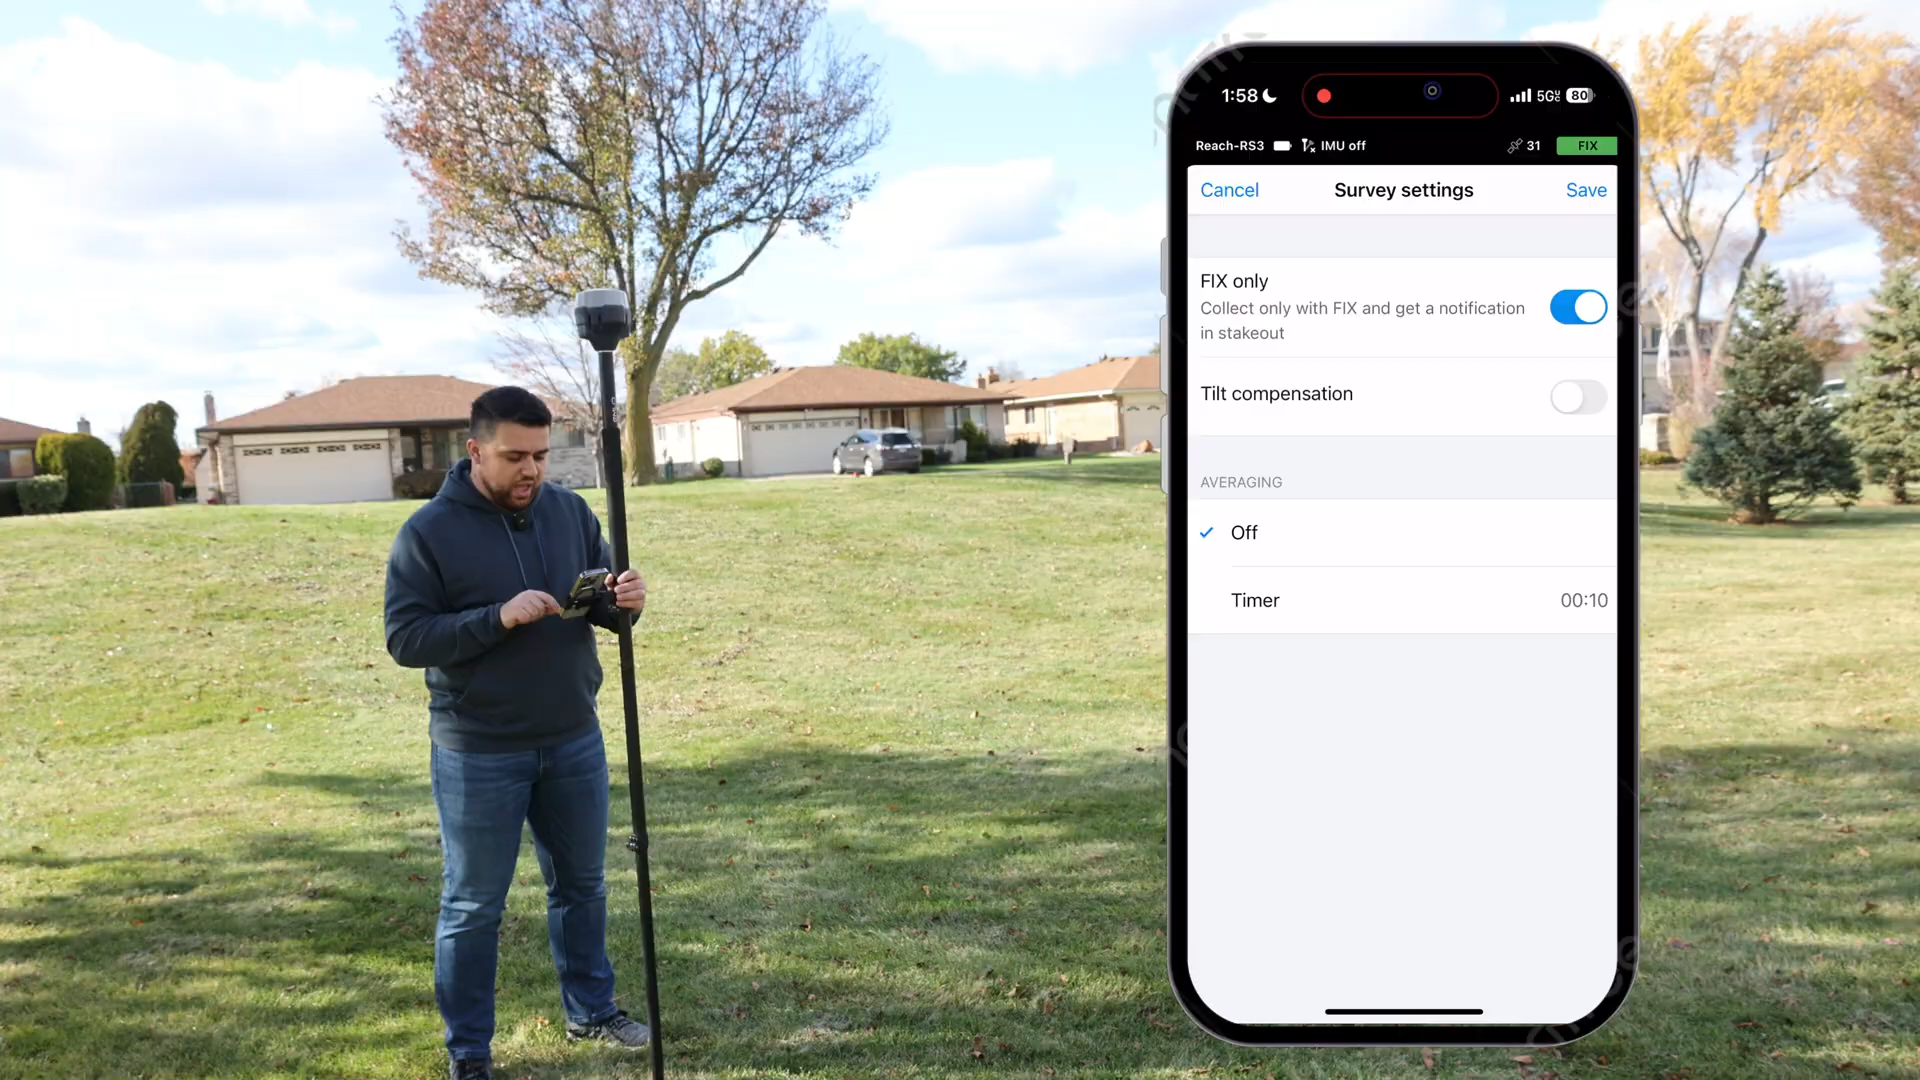 1:58
5G
80
Reach-RS3 IMU off 31 FIX
Cancel Survey settings Save
FIX only
Collect only with FIX and get a notification
in stakeout
Tilt compensation
AVERAGING
Off
Timer 00:10